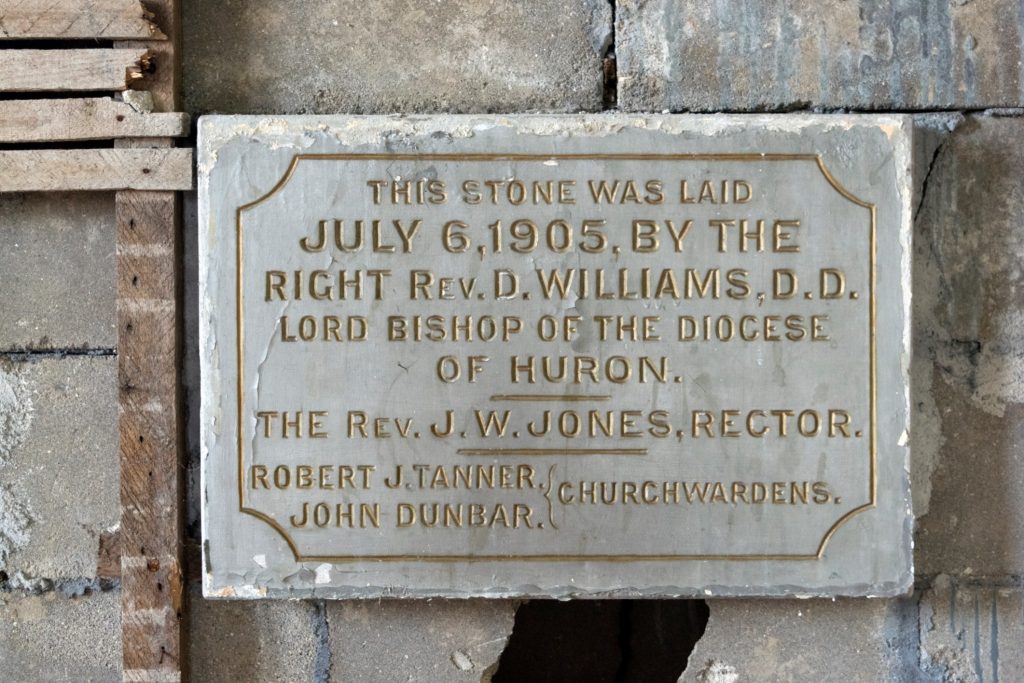 THIS STONE WAS LAID
JULY 6, 1905, BY THE
RIGHT REV. D. WILLIAMS, D.D.
LORD BISHOP OF THE DIOCESE
OF HURON.
THE REV. J. W. JONES, RECTOR.
ROBERT J. TANNER.
JOHN DUNBAR.
CHURCHWARDENS.